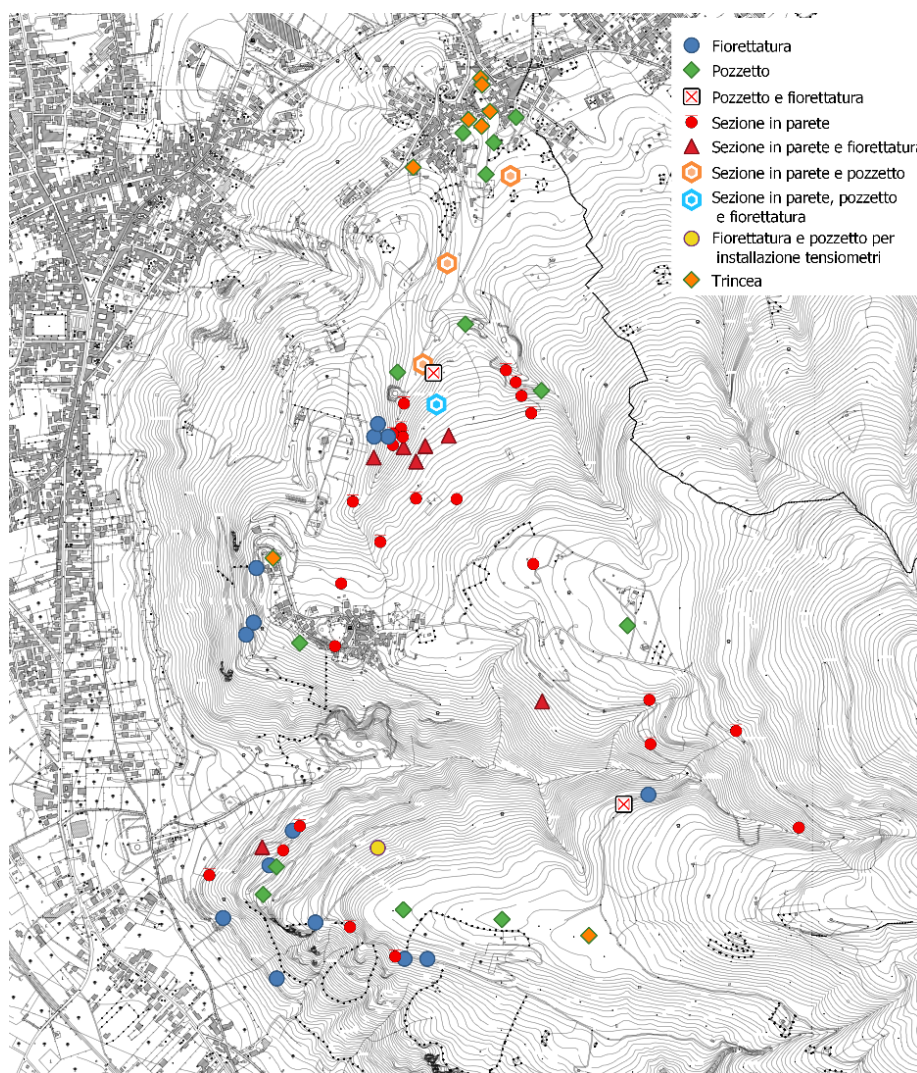 Fiorettatura
Pozzetto
Pozzetto e fiorettatura
Sezione in parete
Sezione in parete e fiorettatura
Sezione in parete e pozzetto
Sezione in parete, pozzetto
e fiorettatura
Fiorettatura e pozzetto per
installazione tensiometri
Trincea